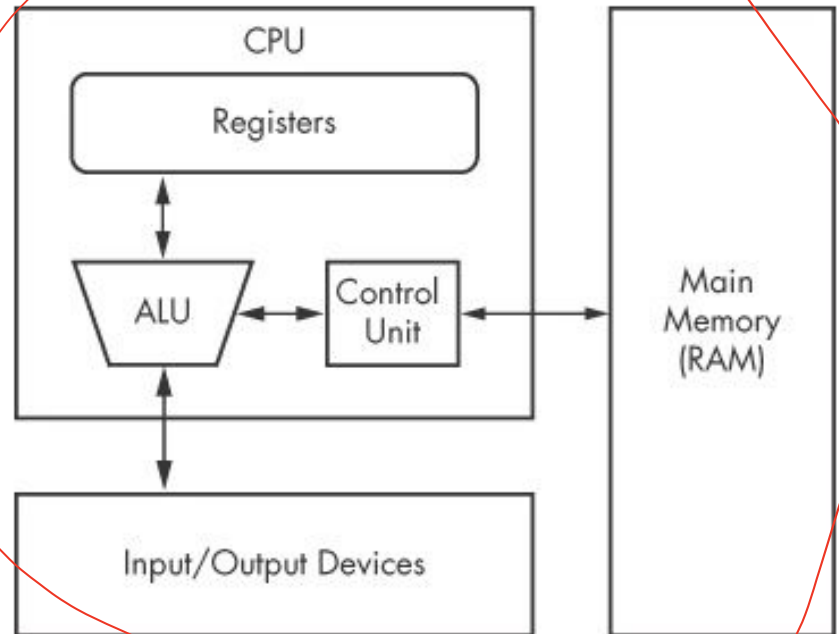 CPU
Registers
ALU
Control
Unit
Main
Memory
(RAM)
Input/Output Devices